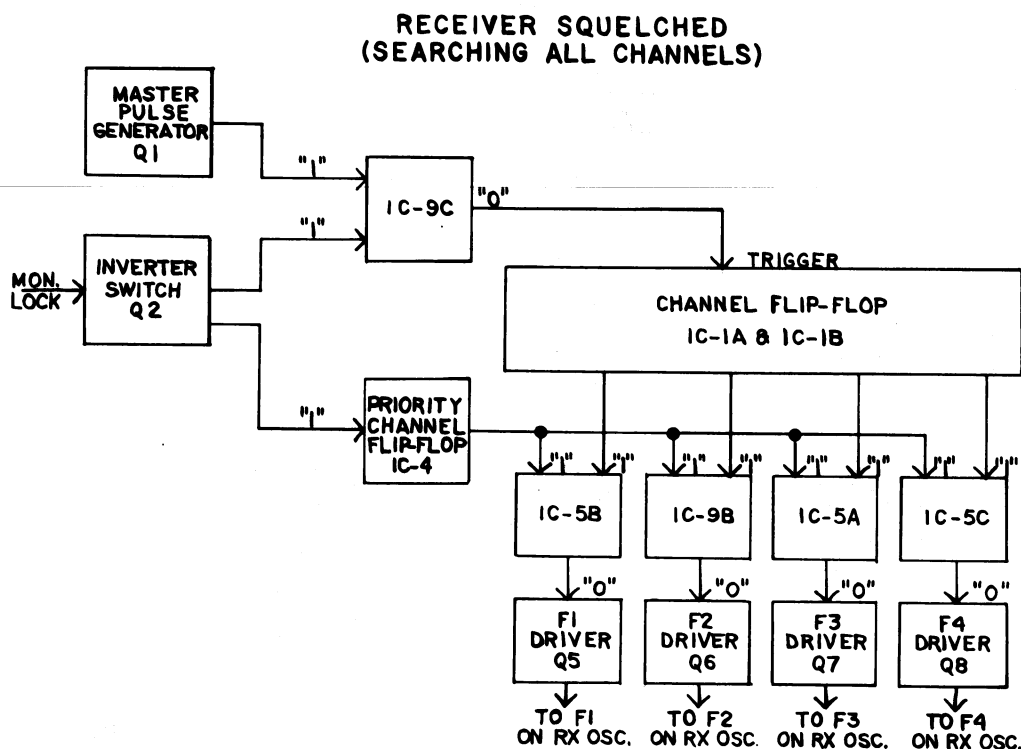 RECEIVER SQUELCHED
(SEARCHING ALL CHANNELS)
MASTER
PULSE
GENERATOR
Q1
"1"
IC-9C
"0"
"1"
MON.
LOCK
INVERTER
SWITCH
Q2
TRIGGER
CHANNEL FLIP-FLOP
IC-1A & IC-1B
"1"
PRIORITY
CHANNEL
FLIP-FLOP
IC-4
"1" "1" "1" "1" "1" "1" "1" "1"
IC-5B
IC-9B
IC-5A
IC-5C
"0" "0" "0" "0"
F1
DRIVER
Q5
F2
DRIVER
Q6
F3
DRIVER
Q7
F4
DRIVER
Q8
TO F1
ON RX OSC.
TO F2
ON RX OSC.
TO F3
ON RX OSC.
TO F4
ON RX OSC.